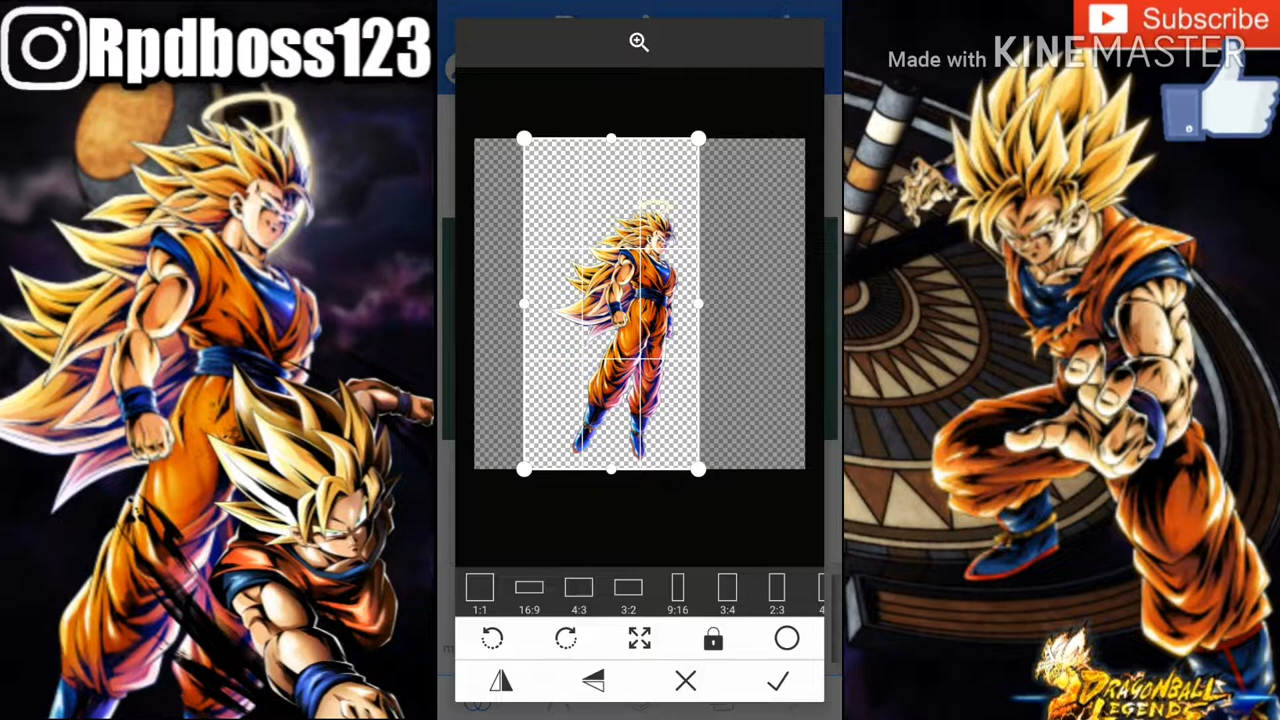 Rpdboss123
Subscribe
Made with KINEMASTER
1:1
16:9
4:3
3:2
9:16
3:4
2:3
DRAGONBALL
LEGENDS